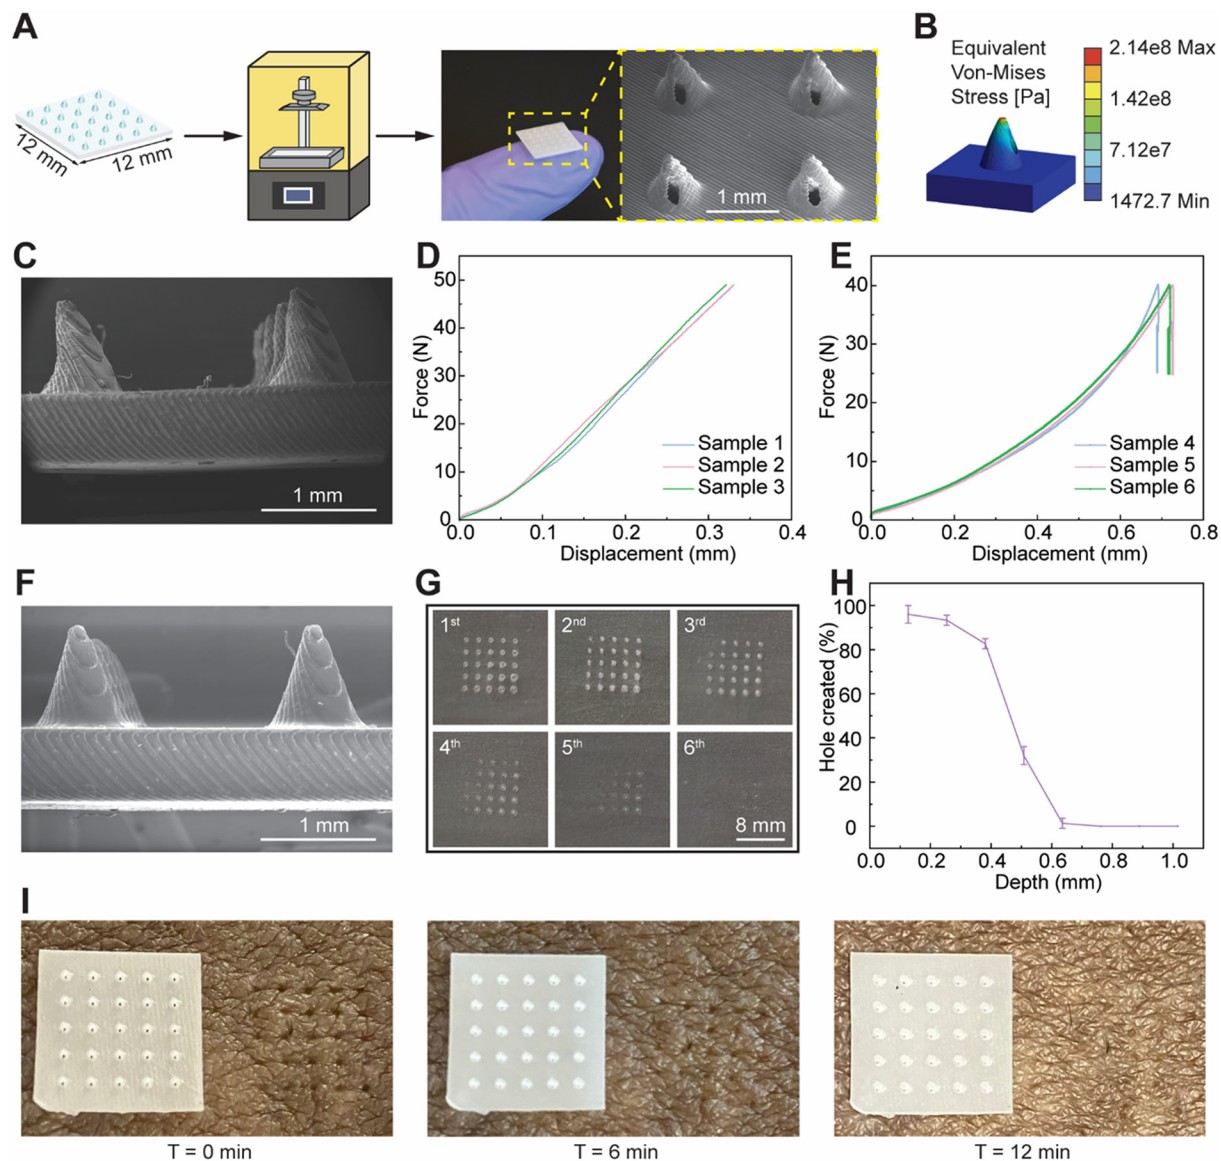 A
12 mm
12 mm
1 mm
B
Equivalent
Von-Mises
Stress [Pa]
2.14e8 Max
1.42e8
7.12e7
1472.7 Min
C
1 mm
D
Force (N)
50
40
30
20
10
0
0.0
0.1
0.2
0.3
0.4
Displacement (mm)
Sample 1
Sample 2
Sample 3
E
Force (N)
40
30
20
10
0
0.0
0.2
0.4
0.6
0.8
Displacement (mm)
Sample 4
Sample 5
Sample 6
F
1 mm
G
1st
2nd
3rd
4th
5th
6th
8 mm
H
Hole created (%)
100
80
60
40
20
0
0.0
0.2
0.4
0.6
0.8
1.0
Depth (mm)
I
T = 0 min
T = 6 min
T = 12 min